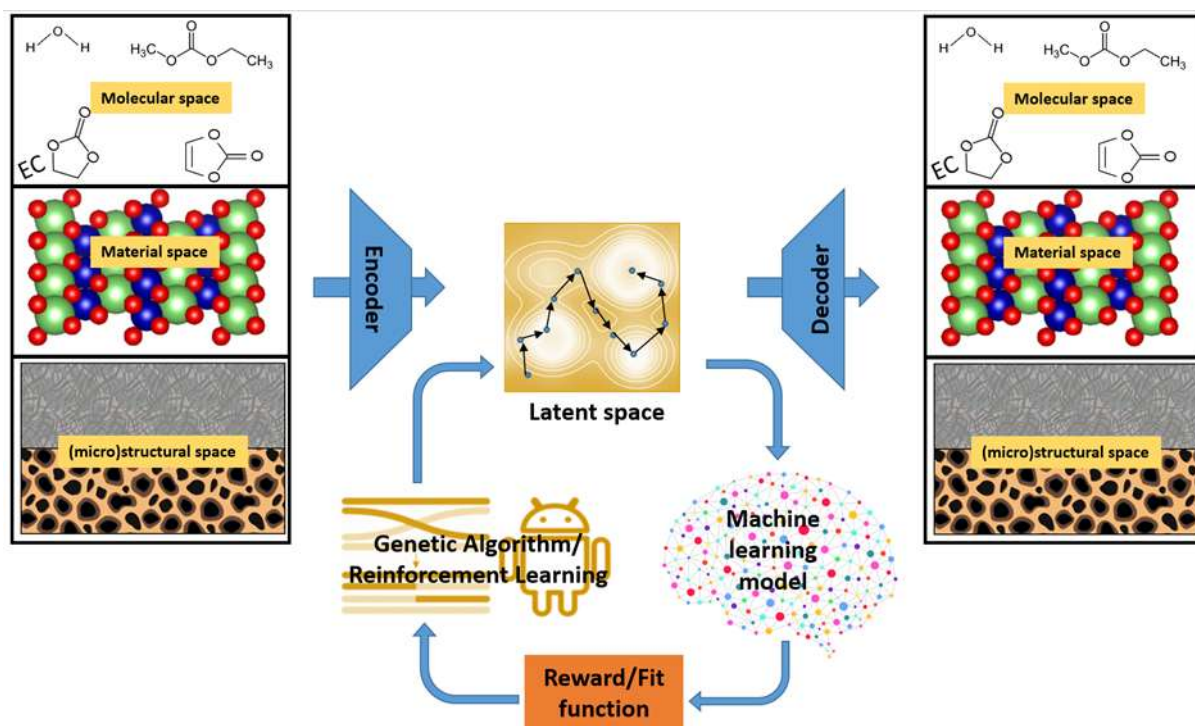 H
O
H
H₃C
O
O
O
CH₃
Molecular space
O
O
O
EC
O
O
O
Material space
(micro)structural space
Encoder
Latent space
Decoder
Genetic Algorithm/
Reinforcement Learning
Machine
learning
model
Reward/Fit
function
H
O
H
H₃C
O
O
O
CH₃
Molecular space
O
O
O
EC
O
O
O
Material space
(micro)structural space